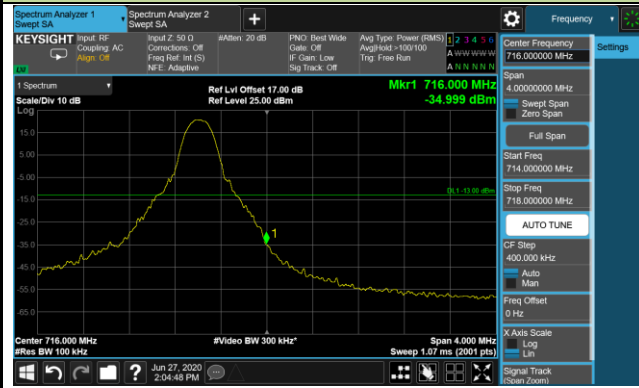 Spectrum Analyzer 1
Swept SA
Spectrum Analyzer 2
Swept SA
+
Frequency
KEYSIGHT
Input: RF
Coupling: AC
Align: Off
Input Z: 50 Ω
Corrections: Off
Freq Ref: Int (S)
NFE: Adaptive
#Atten: 20 dB
PNO: Best Wide
Gate: Off
IF Gain: Low
Sig Track: Off
Avg Type: Power (RMS)
Avg|Hold:>100/100
Trig: Free Run
1 2 3 4 5 6
A W W W W W
A N N N N N
1 Spectrum
Scale/Div 10 dB
Ref Lvl Offset 17.00 dB
Ref Level 25.00 dBm
Mkr1 716.000 MHz
-34.999 dBm
Log
15.0
5.00
-5.00
-15.0
-25.0
-35.0
-45.0
-55.0
-65.0
DL1 -13.00 dBm
1
Center 716.000 MHz
#Res BW 100 kHz
#Video BW 300 kHz*
Span 4.000 MHz
Sweep 1.07 ms (2001 pts)
Center Frequency
716.000000 MHz
Settings
Span
4.00000000 MHz
Swept Span
Zero Span
Full Span
Start Freq
714.000000 MHz
Stop Freq
718.000000 MHz
AUTO TUNE
CF Step
400.000 kHz
Auto
Man
Freq Offset
0 Hz
X Axis Scale
Log
Lin
Signal Track
(Span Zoom)
?
Jun 27, 2020
2:04:48 PM